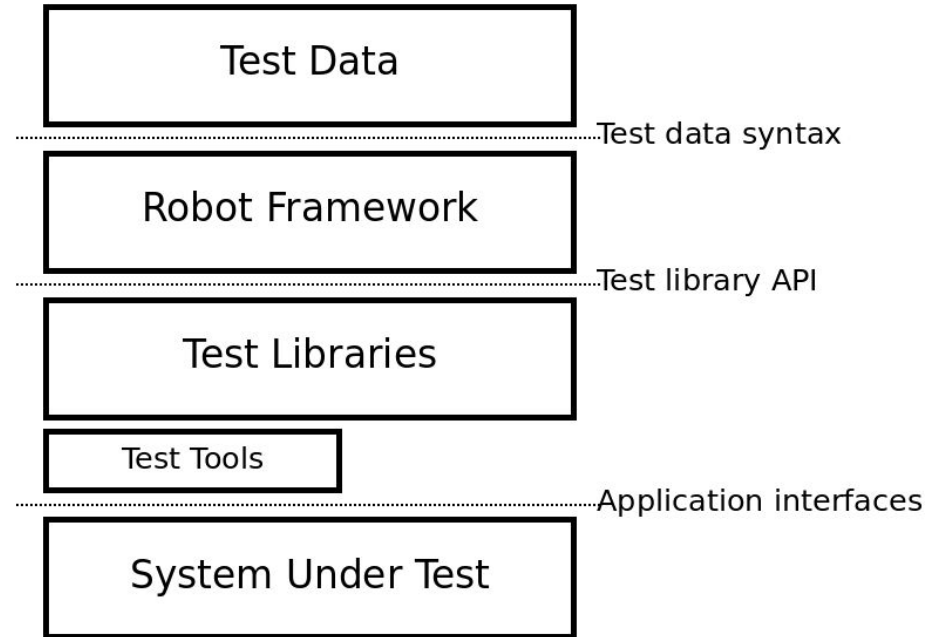 Test Data
Test data syntax
Robot Framework
Test library API
Test Libraries
Test Tools
Application interfaces
System Under Test